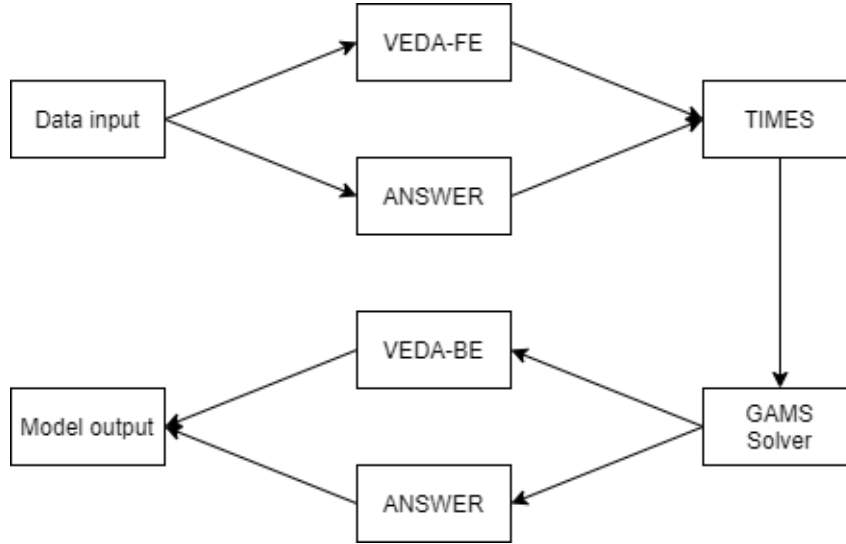 VEDA-FE
Data input
TIMES
ANSWER
VEDA-BE
Model output
GAMS
Solver
ANSWER